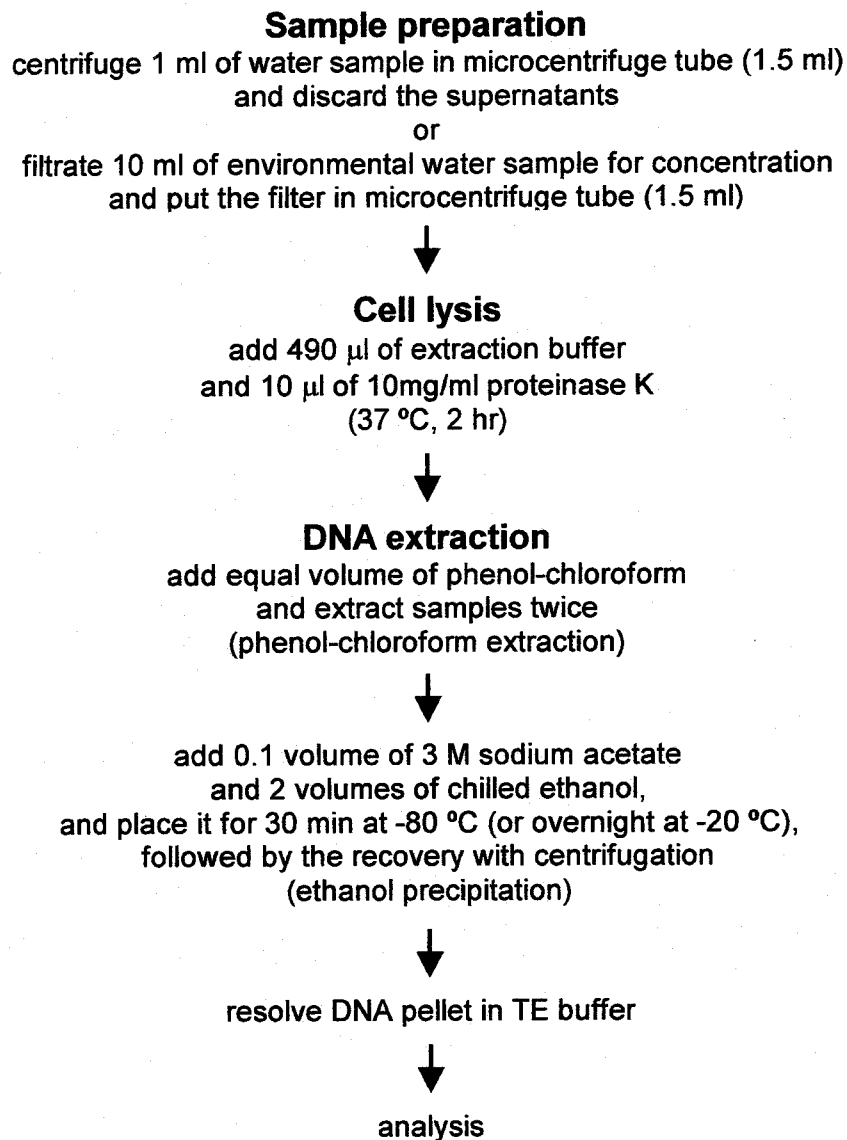 Sample preparation
centrifuge 1 ml of water sample in microcentrifuge tube (1.5 ml)
and discard the supernatants
or
filtrate 10 ml of environmental water sample for concentration
and put the filter in microcentrifuge tube (1.5 ml)
Cell lysis
add 490 µl of extraction buffer
and 10 µl of 10mg/ml proteinase K
(37 ºC, 2 hr)
DNA extraction
add equal volume of phenol-chloroform
and extract samples twice
(phenol-chloroform extraction)
add 0.1 volume of 3 M sodium acetate
and 2 volumes of chilled ethanol,
and place it for 30 min at -80 ºC (or overnight at -20 ºC),
followed by the recovery with centrifugation
(ethanol precipitation)
resolve DNA pellet in TE buffer
analysis